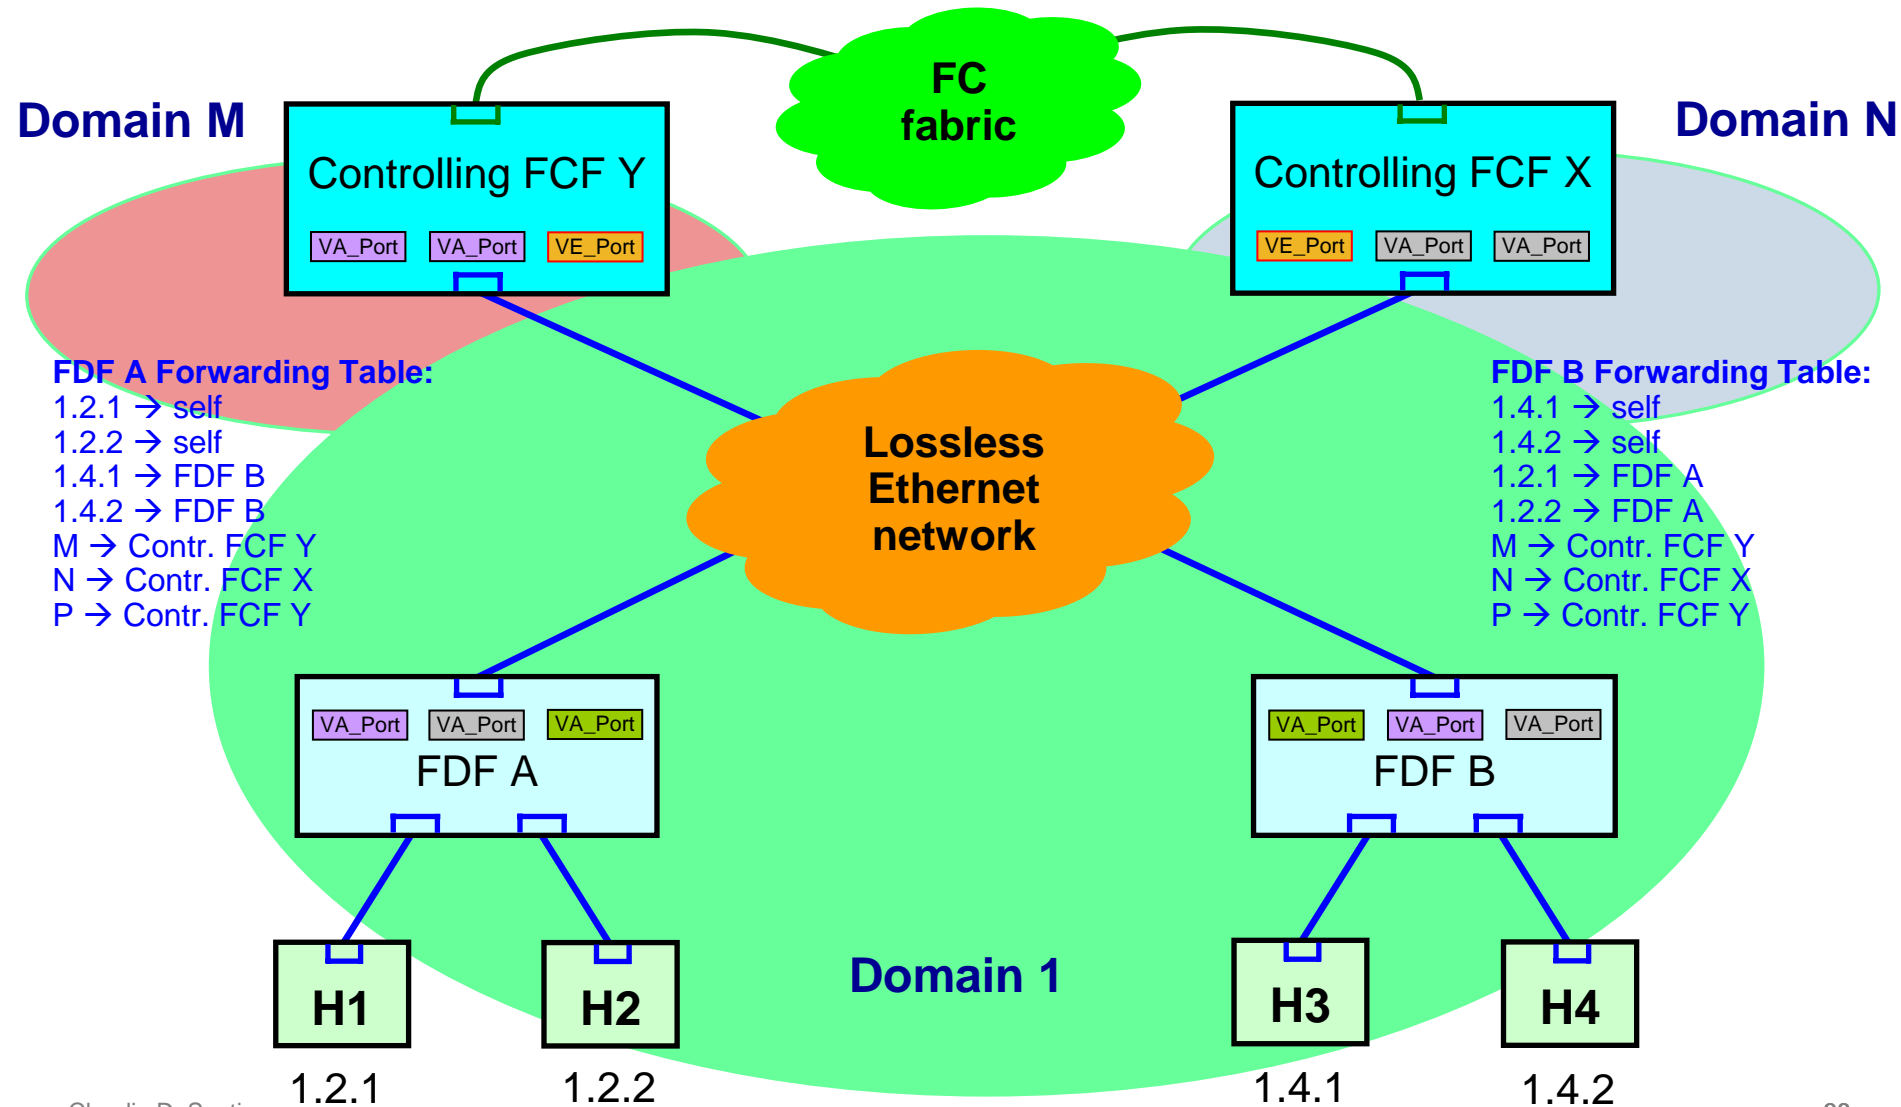 FC
fabric
Domain M
Domain N
Controlling FCF Y
Controlling FCF X
VA_Port VA_Port VE_Port
VE_Port VA_Port VA_Port
FDF A Forwarding Table:
1.2.1 → self
1.2.2 → self
1.4.1 → FDF B
1.4.2 → FDF B
M → Contr. FCF Y
N → Contr. FCF X
P → Contr. FCF Y
FDF B Forwarding Table:
1.4.1 → self
1.4.2 → self
1.2.1 → FDF A
1.2.2 → FDF A
M → Contr. FCF Y
N → Contr. FCF X
P → Contr. FCF Y
Lossless
Ethernet
network
VA_Port VA_Port VA_Port
FDF A
VA_Port VA_Port VA_Port
FDF B
Domain 1
H1
H2
H3
H4
1.2.1
1.2.2
1.4.1
1.4.2